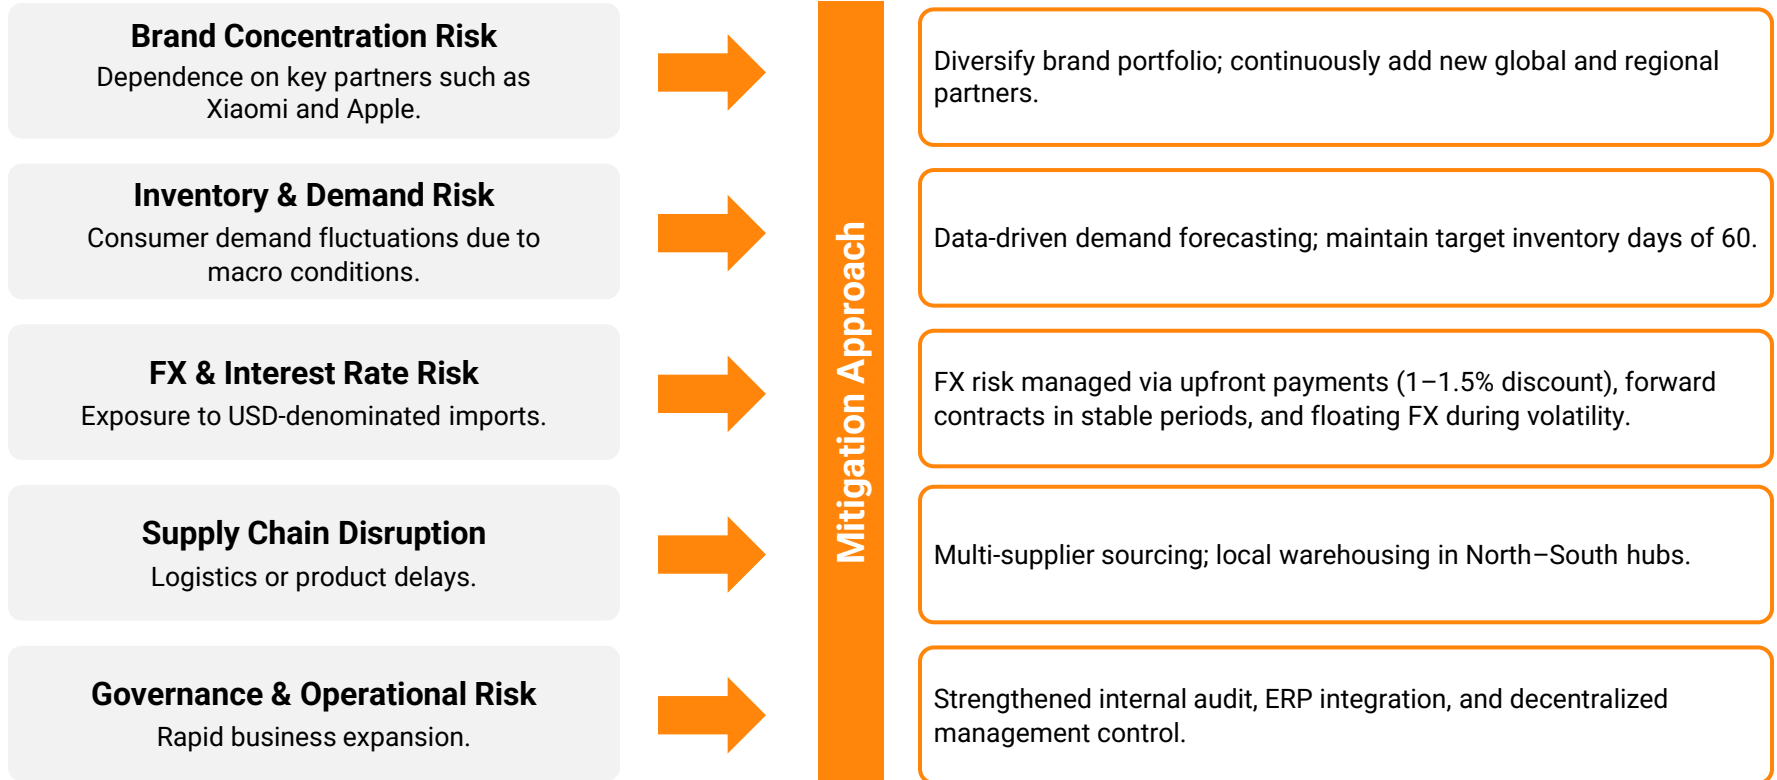 Brand Concentration Risk
Dependence on key partners such as
Xiaomi and Apple.
Diversify brand portfolio; continuously add new global and regional
partners.
Inventory & Demand Risk
Consumer demand fluctuations due to
macro conditions.
Data-driven demand forecasting; maintain target inventory days of 60.
FX & Interest Rate Risk
Exposure to USD-denominated imports.
FX risk managed via upfront payments (1–1.5% discount), forward
contracts in stable periods, and floating FX during volatility.
Supply Chain Disruption
Logistics or product delays.
Multi-supplier sourcing; local warehousing in North–South hubs.
Governance & Operational Risk
Rapid business expansion.
Strengthened internal audit, ERP integration, and decentralized
management control.
Mitigation Approach